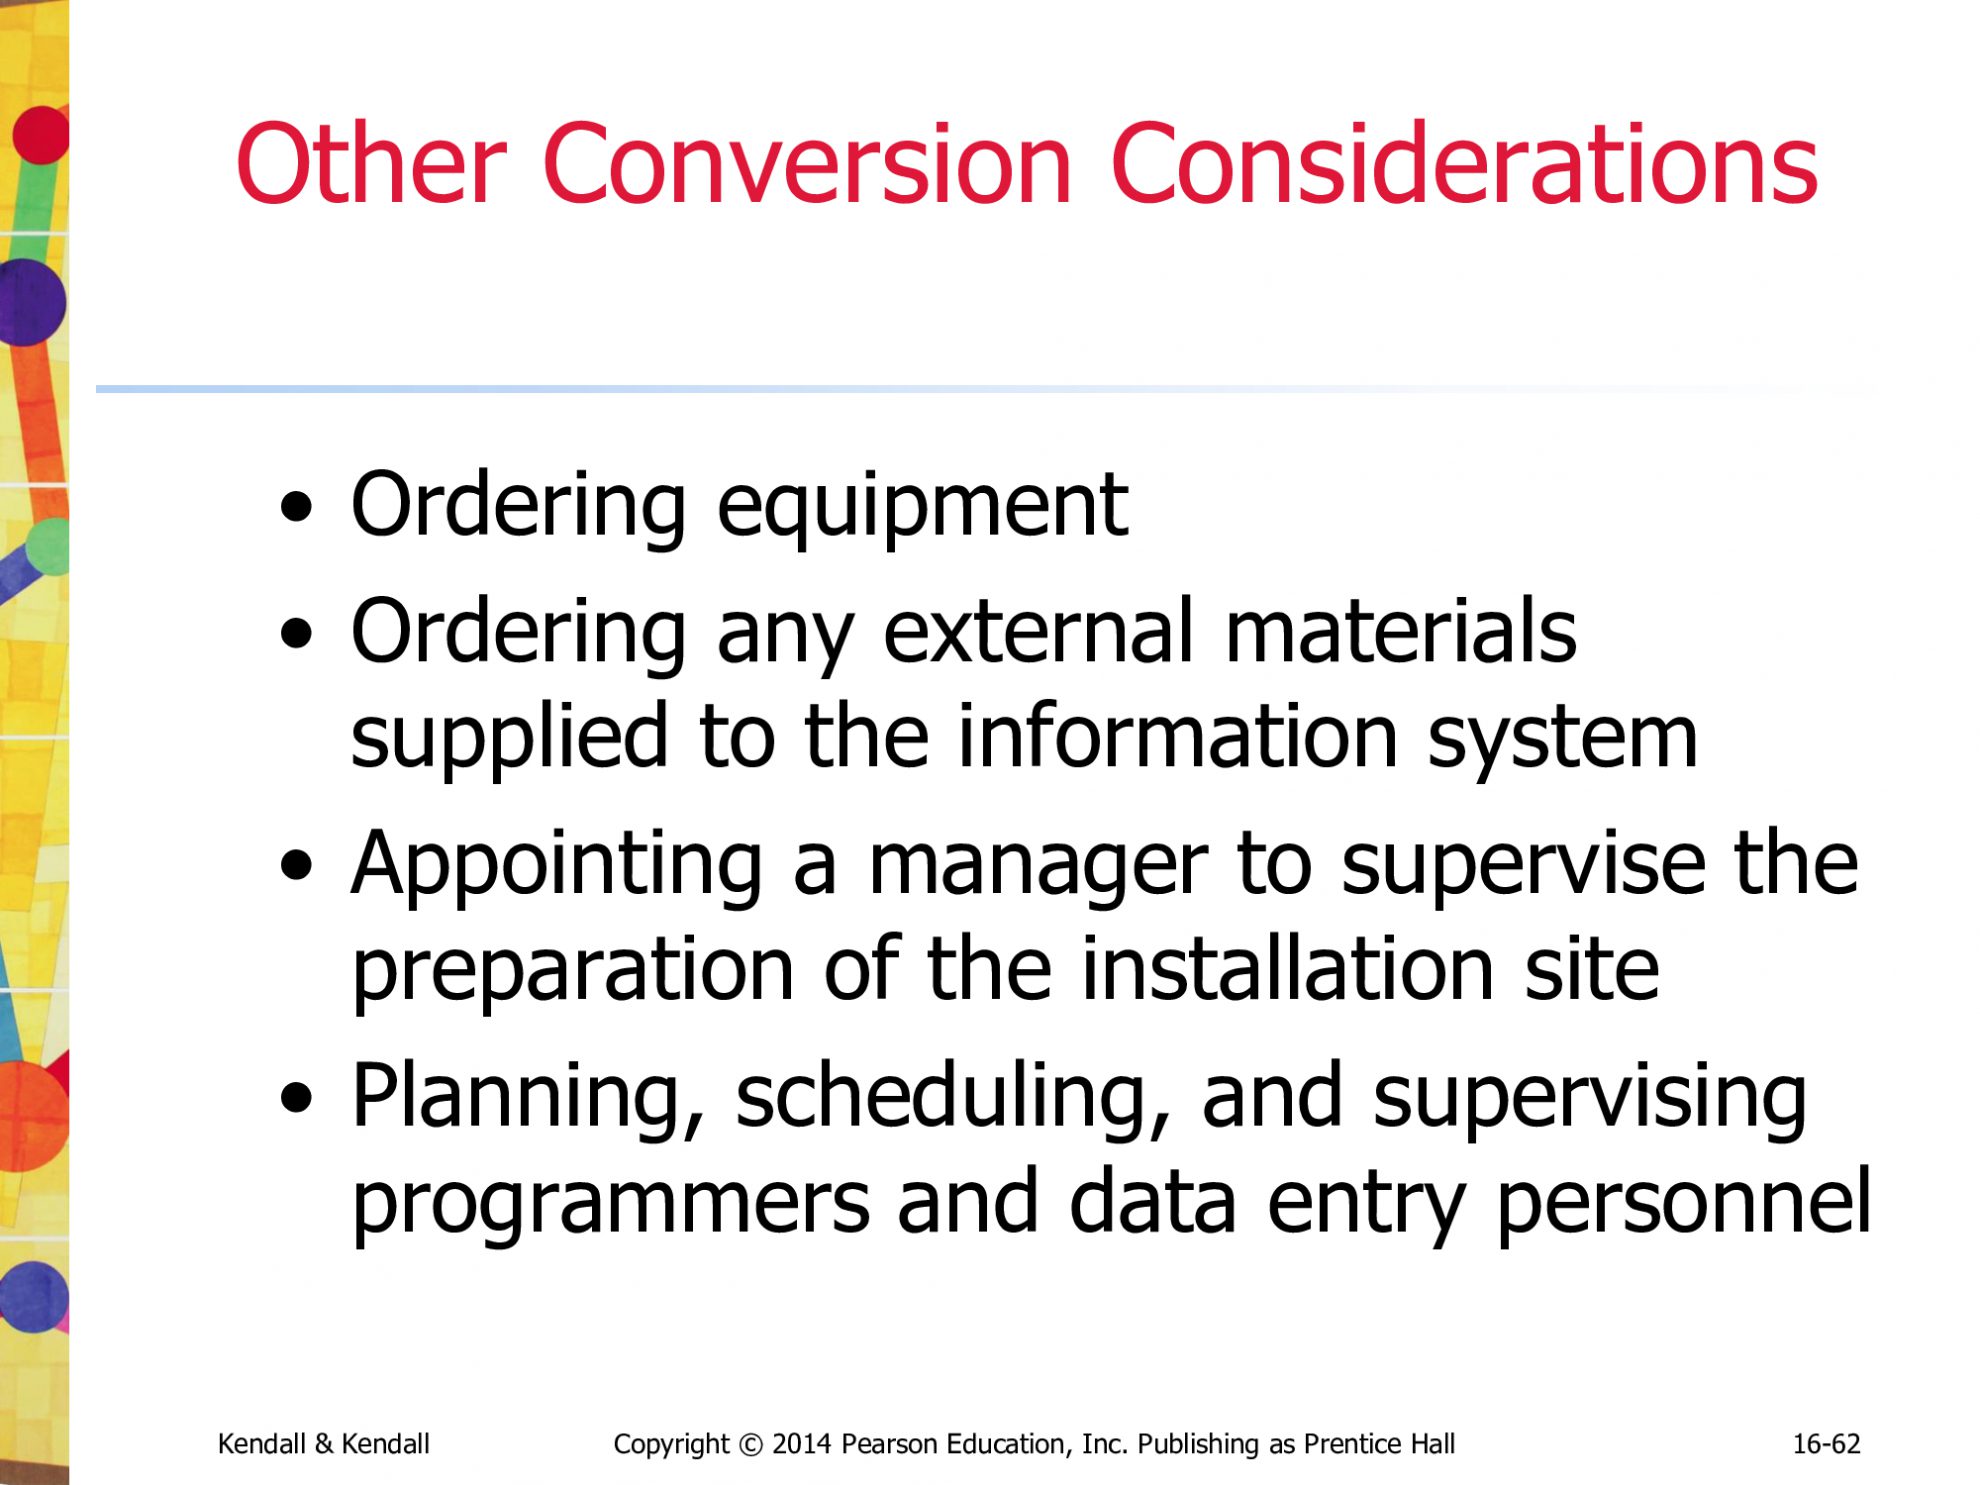 Other Conversion Considerations
• Ordering equipment
• Ordering any external materials
supplied to the information system
• Appointing a manager to supervise the
preparation of the installation site
• Planning, scheduling, and supervising
programmers and data entry personnel
Kendall & Kendall Copyright © 2014 Pearson Education, Inc. Publishing as Prentice Hall 16-62